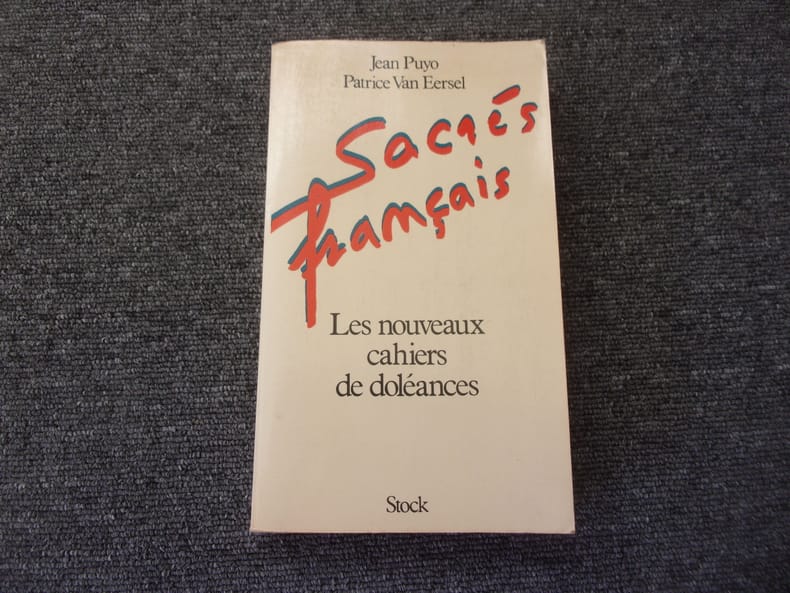 Jean Puyo
Patrice Van Eersel
Sacrés
français
Les nouveaux
cahiers
de doléances
Stock